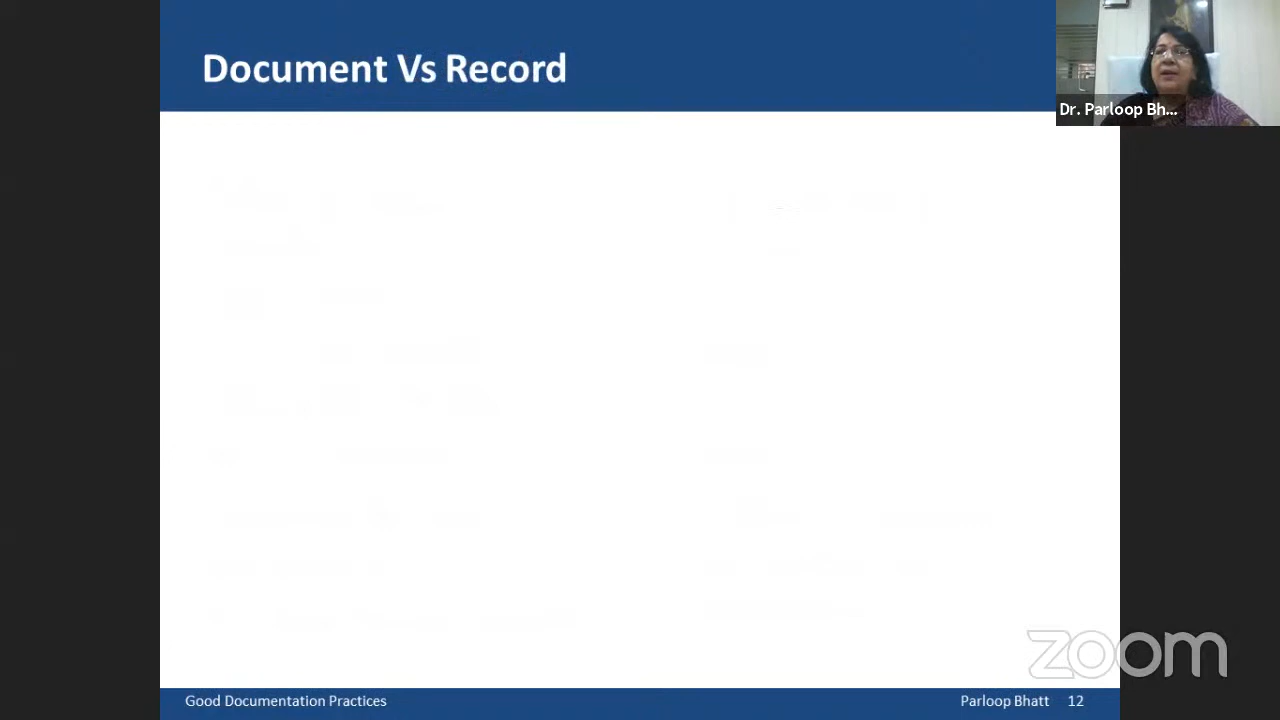 Document Vs Record
Dr. Parloop Bh...
zoom
Good Documentation Practices
Parloop Bhatt 12